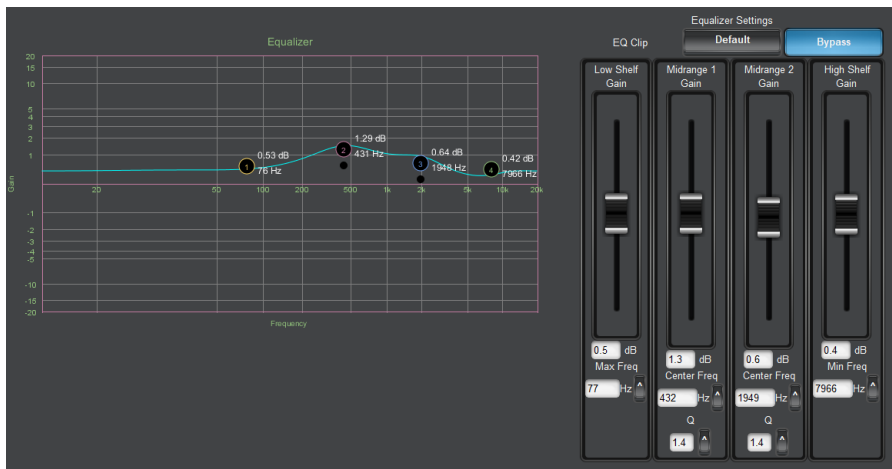 Equalizer Settings
EQ Clip
Default
Bypass
Equalizer
20
15
10
5
4
3
2
1
-1
-2
-3
-4
-5
-10
-15
-20
Gain
20
50
100
200
500
1k
2k
5k
10k
20k
Frequency
1
0.53 dB
76 Hz
2
1.29 dB
431 Hz
3
0.64 dB
1948 Hz
4
0.42 dB
7966 Hz
Low Shelf
Gain
0.5 dB
Max Freq
77 Hz ^
Midrange 1
Gain
1.3 dB
Center Freq
432 Hz ^
Q
1.4 ^
Midrange 2
Gain
0.6 dB
Center Freq
1949 Hz ^
Q
1.4 ^
High Shelf
Gain
0.4 dB
Min Freq
7966 Hz ^